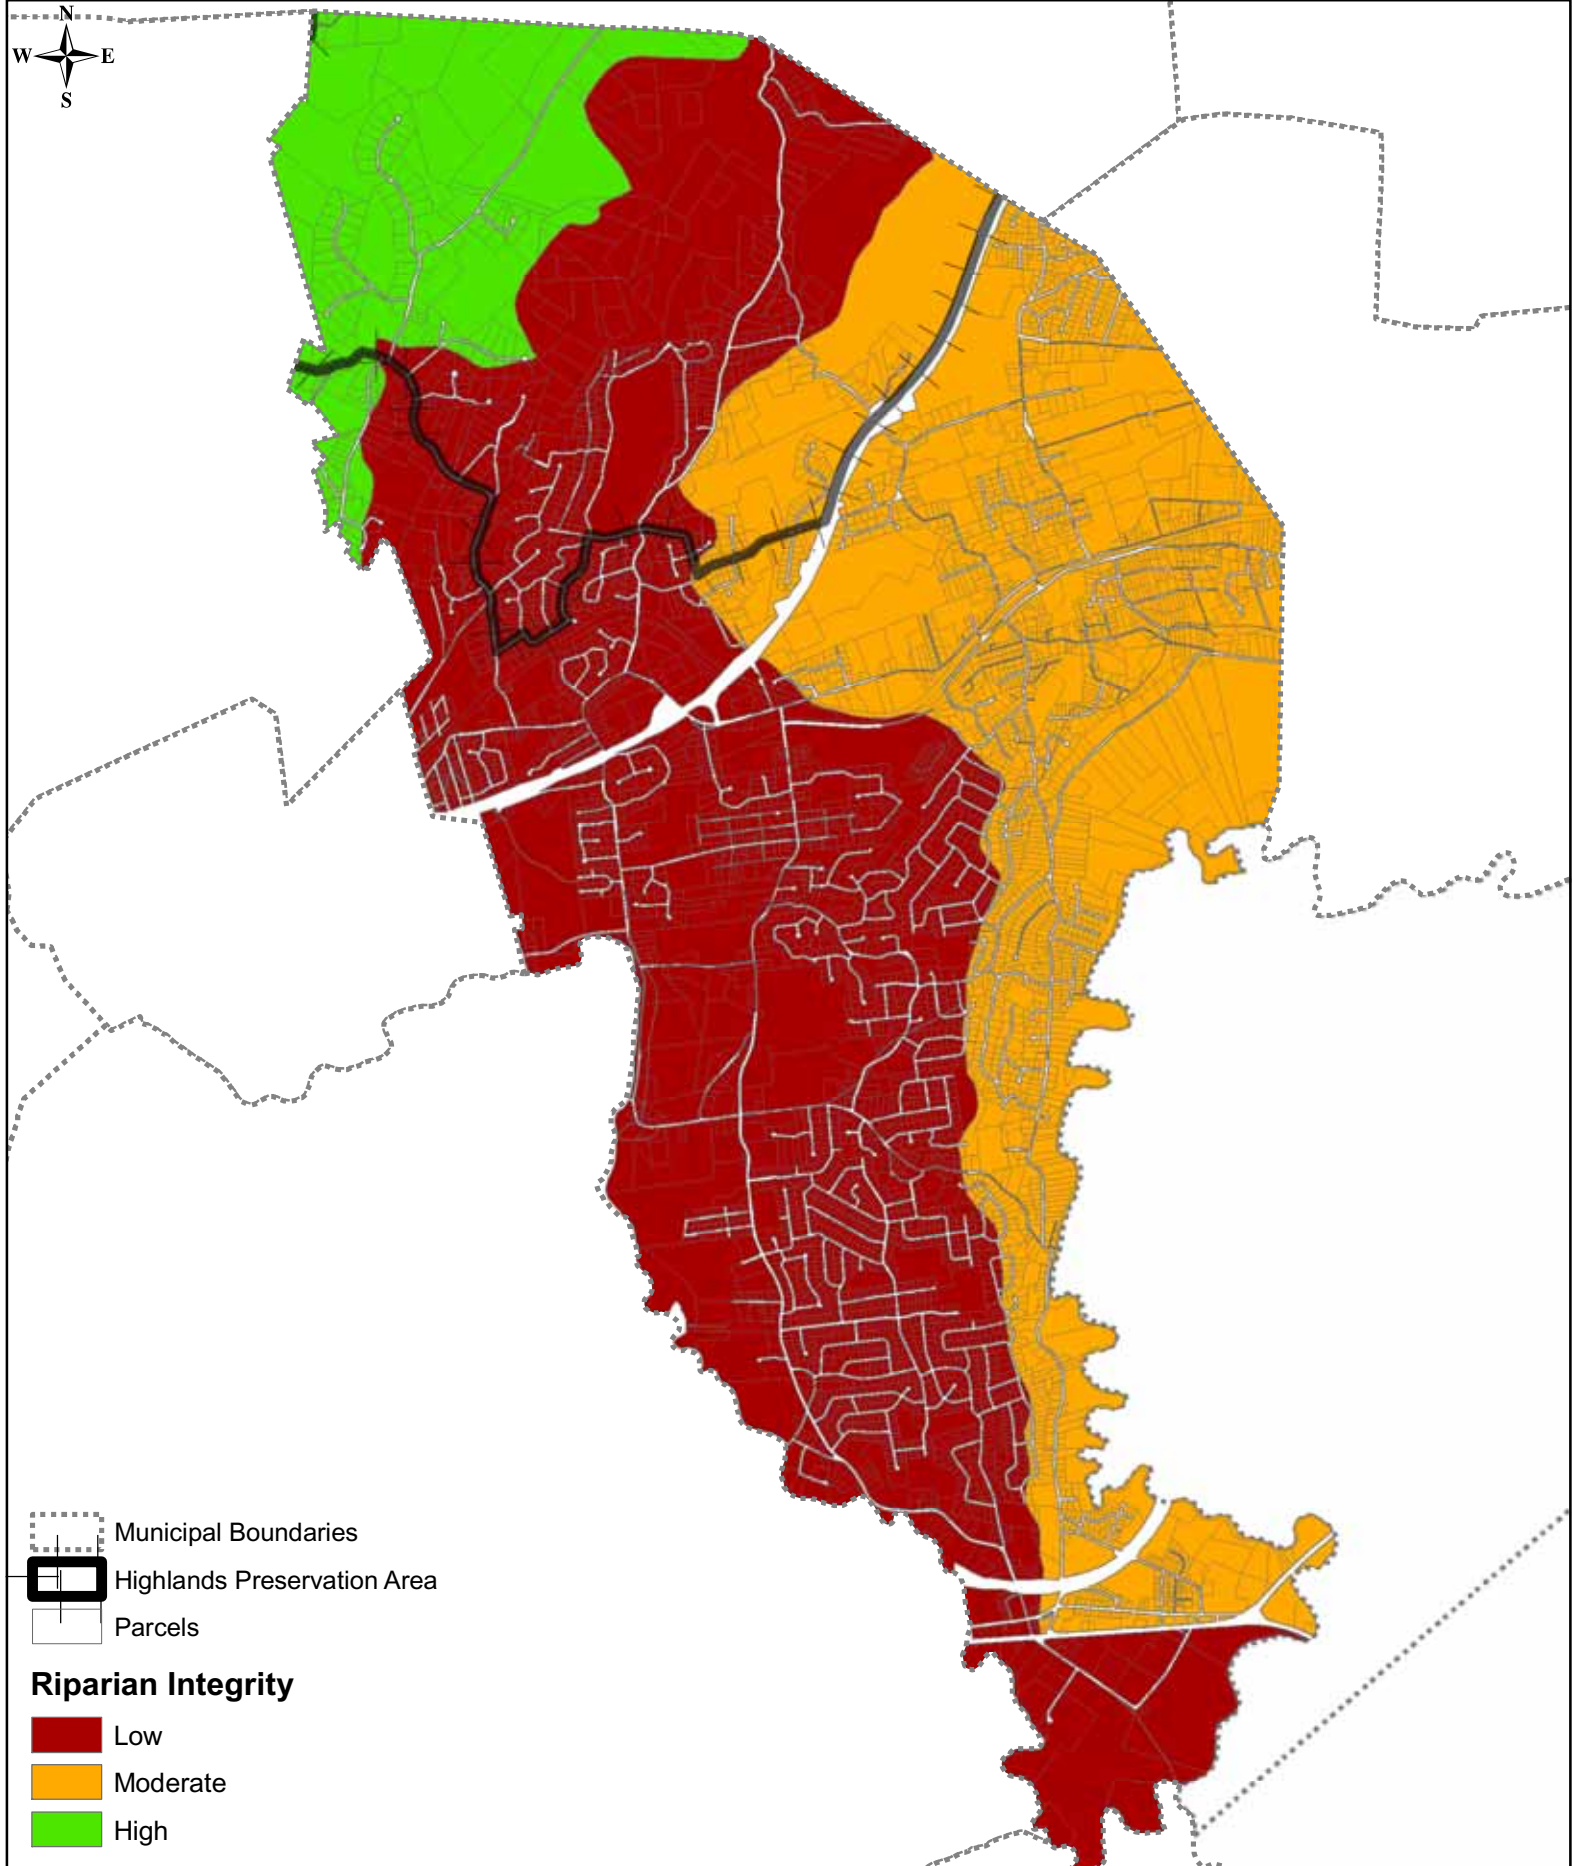 N
W E
S
Municipal Boundaries
Highlands Preservation Area
Parcels
Riparian Integrity
Low
Moderate
High